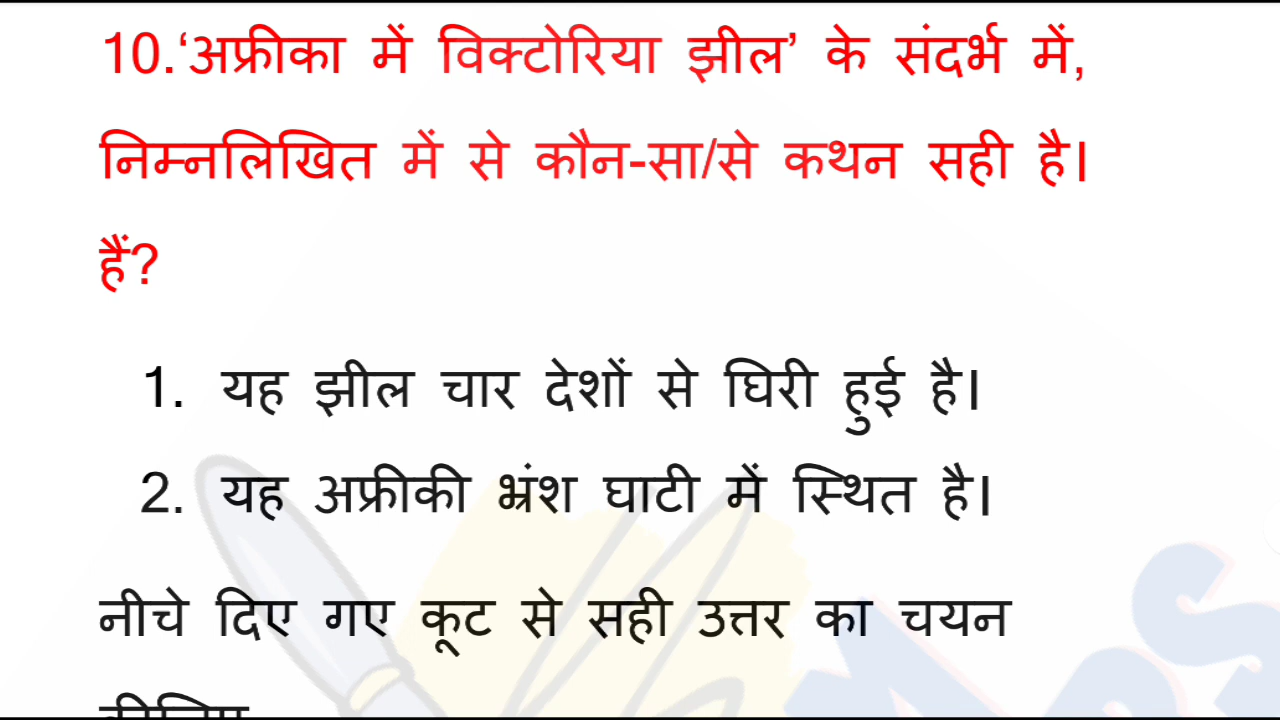 10.‘अफ्रीका में विक्टोरिया झील’ के संदर्भ में,
निम्नलिखित में से कौन-सा/से कथन सही है।
हैं?
1. यह झील चार देशों से घिरी हुई है।
2. यह अफ्रीकी भ्रंश घाटी में स्थित है।
नीचे दिए गए कूट से सही उत्तर का चयन